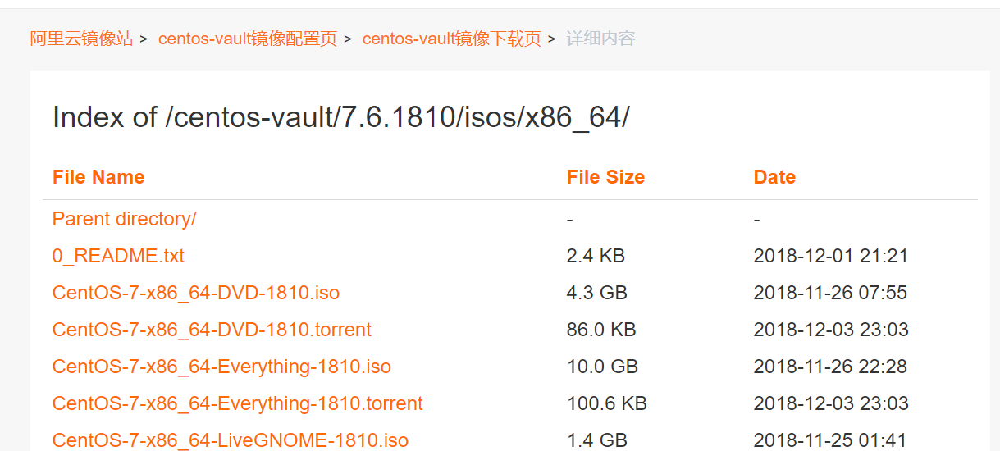 阿里云镜像站 > centos-vault镜像配置页 > centos-vault镜像下载页 > 详细内容
Index of /centos-vault/7.6.1810/isos/x86_64/
File Name File Size Date
Parent directory/ - -
0_README.txt 2.4 KB 2018-12-01 21:21
CentOS-7-x86_64-DVD-1810.iso 4.3 GB 2018-11-26 07:55
CentOS-7-x86_64-DVD-1810.torrent 86.0 KB 2018-12-03 23:03
CentOS-7-x86_64-Everything-1810.iso 10.0 GB 2018-11-26 22:28
CentOS-7-x86_64-Everything-1810.torrent 100.6 KB 2018-12-03 23:03
CentOS-7-x86_64-LiveGNOME-1810.iso 1.4 GB 2018-11-25 01:41